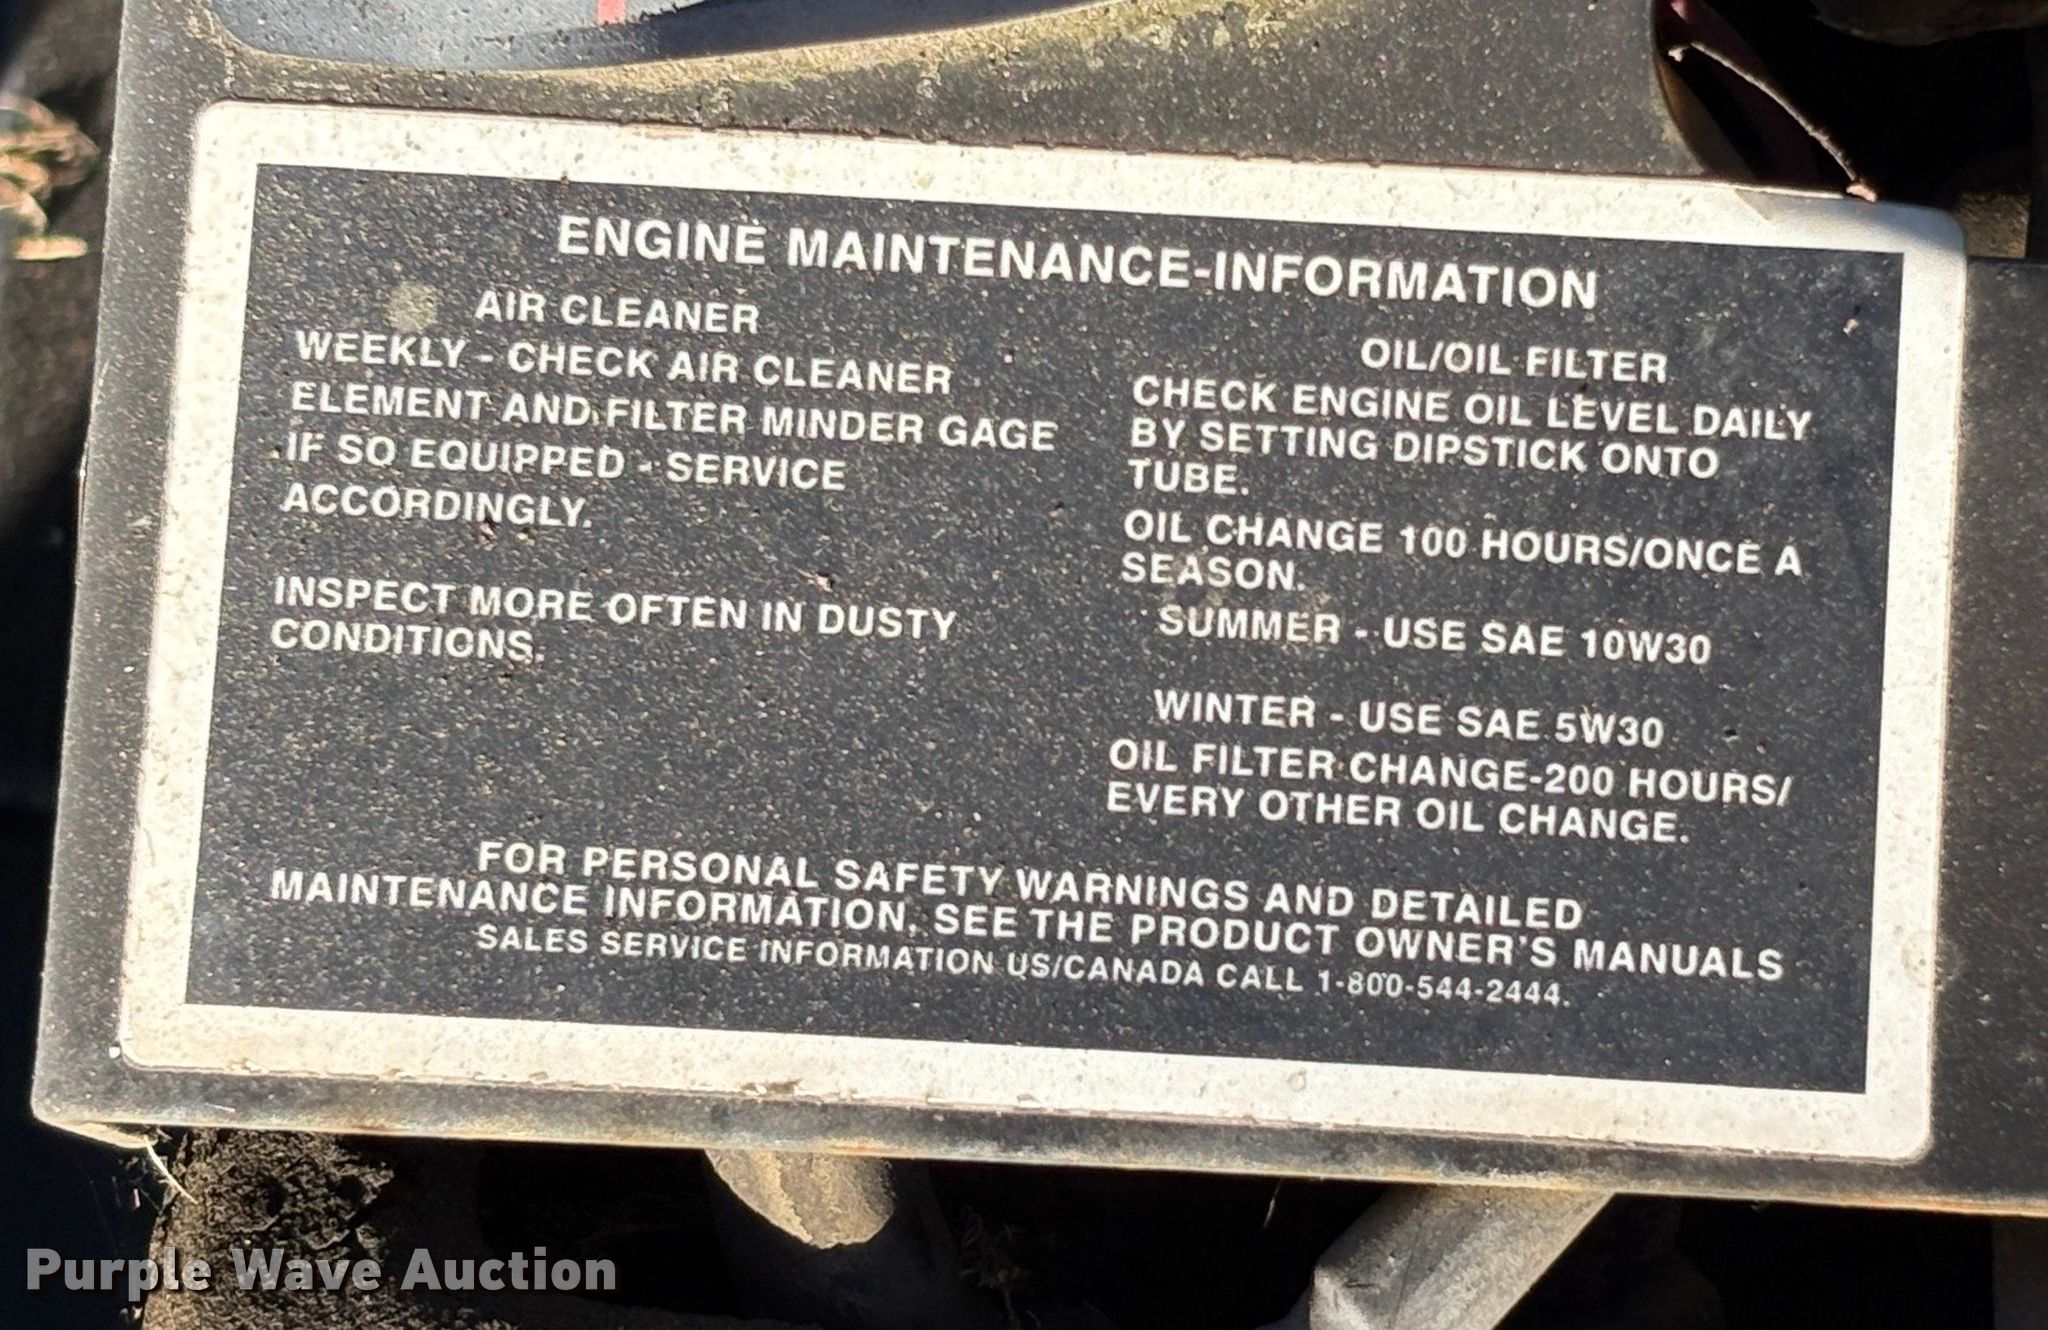 ENGINE MAINTENANCE-INFORMATION
AIR CLEANER
WEEKLY - CHECK AIR CLEANER
ELEMENT AND FILTER MINDER GAGE
IF SO EQUIPPED - SERVICE
ACCORDINGLY.
INSPECT MORE OFTEN IN DUSTY
CONDITIONS.
OIL/OIL FILTER
CHECK ENGINE OIL LEVEL DAILY
BY SETTING DIPSTICK ONTO
TUBE.
OIL CHANGE 100 HOURS/ONCE A
SEASON.
SUMMER - USE SAE 10W30
WINTER - USE SAE 5W30
OIL FILTER CHANGE-200 HOURS/
EVERY OTHER OIL CHANGE.
FOR PERSONAL SAFETY WARNINGS AND DETAILED
MAINTENANCE INFORMATION, SEE THE PRODUCT OWNER'S MANUALS
SALES SERVICE INFORMATION US/CANADA CALL 1-800-544-2444.
Purple Wave Auction